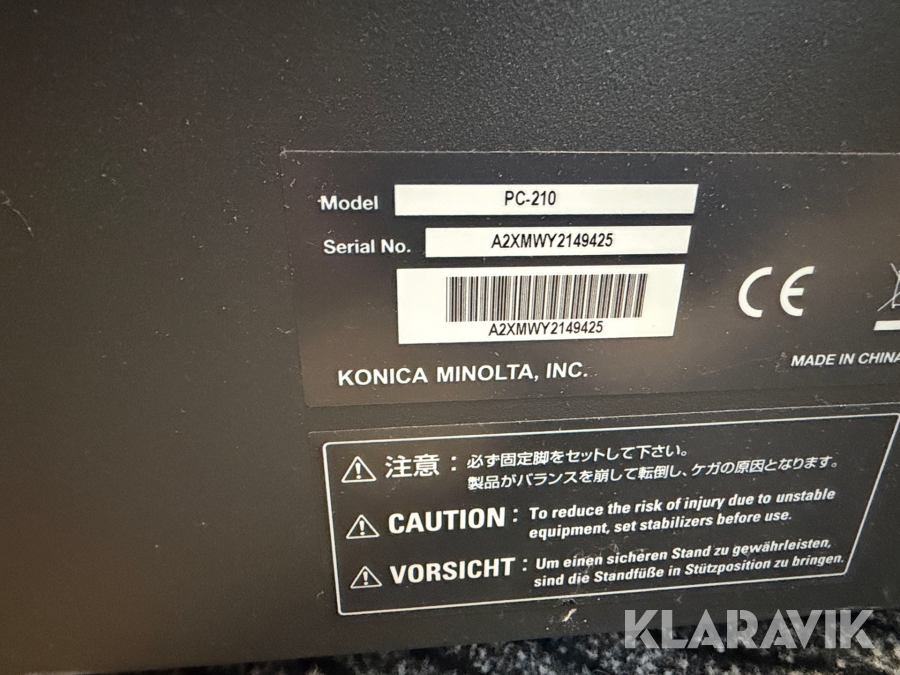 Model PC-210
Serial No. A2XMWY2149425
A2XMWY2149425
CE
KONICA MINOLTA, INC.
MADE IN CHINA
注意：必ず固定脚をセットして下さい。
製品がバランスを崩して転倒し、ケガの原因となります。
CAUTION : To reduce the risk of injury due to unstable
equipment, set stabilizers before use.
VORSICHT : Um einen sicheren Stand zu gewährleisten,
sind die Standfüße in Stützposition zu bringen.
KLARAVIK